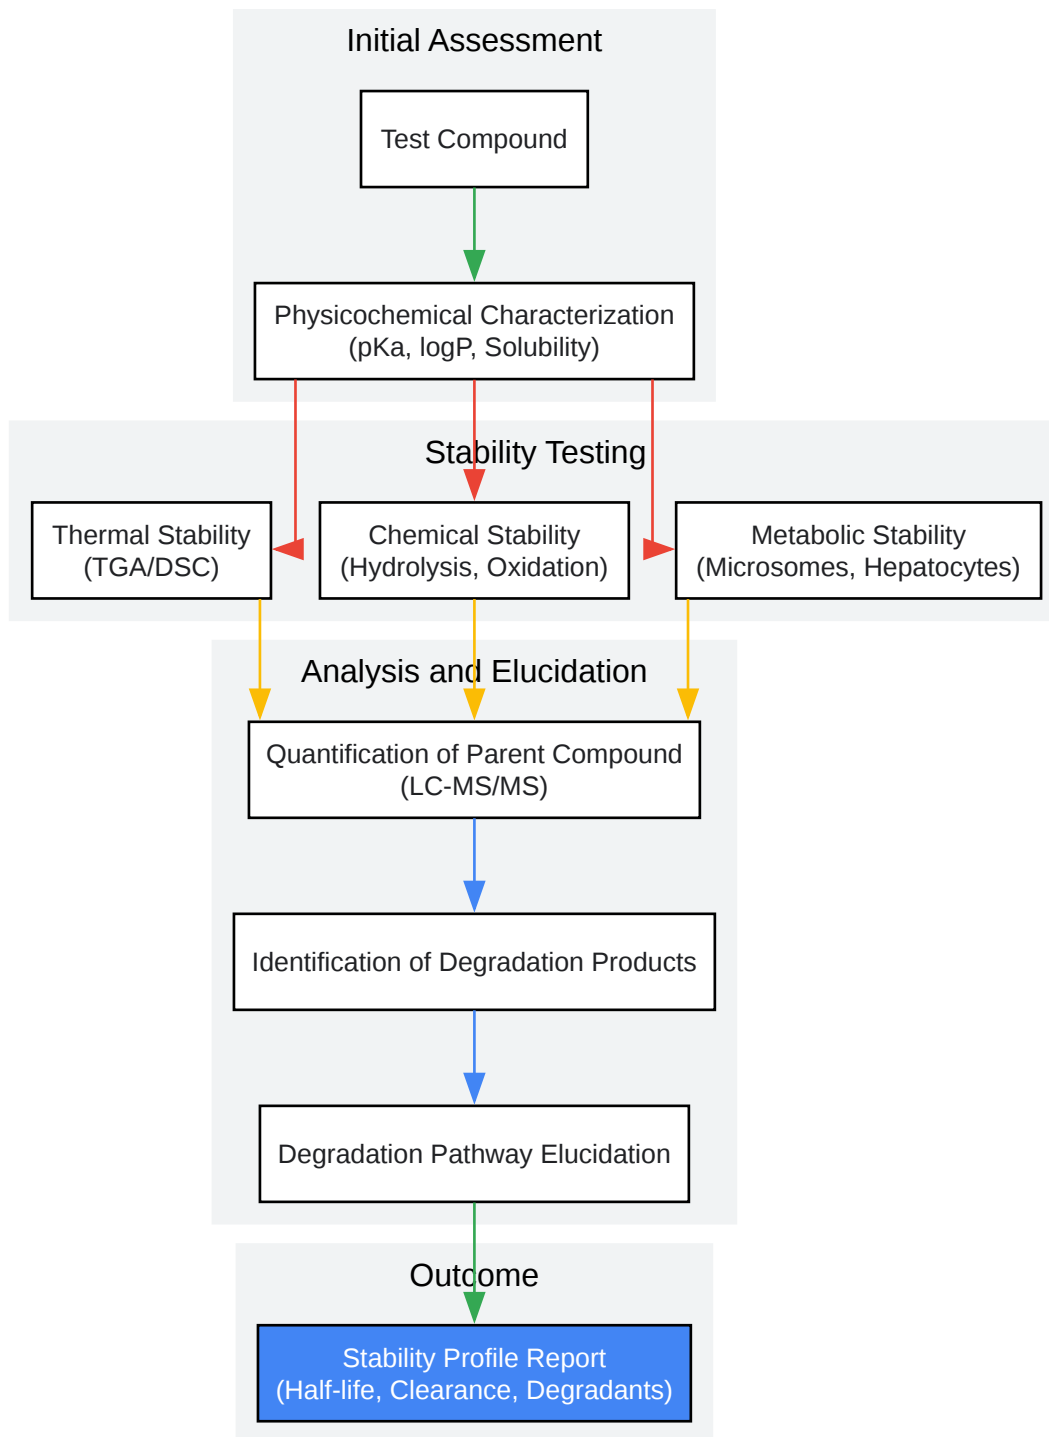 Initial Assessment
Test Compound
Physicochemical Characterization
(pKa, logP, Solubility)
Stability Testing
Thermal Stability
(TGA/DSC)
Chemical Stability
(Hydrolysis, Oxidation)
Metabolic Stability
(Microsomes, Hepatocytes)
Analysis and Elucidation
Quantification of Parent Compound
(LC-MS/MS)
Identification of Degradation Products
Degradation Pathway Elucidation
Outcome
Stability Profile Report
(Half-life, Clearance, Degradants)